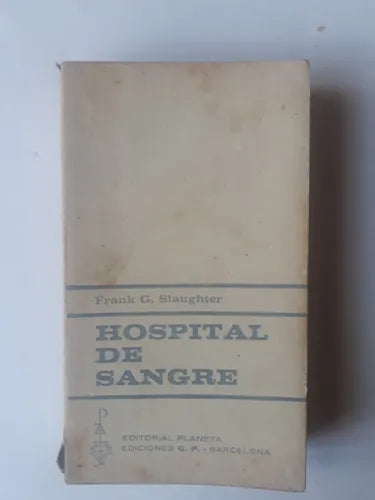 Frank G. Slaughter
HOSPITAL
DE
SANGRE
EDITORIAL PLANETA
EDICIONES G. P. - BARCELONA